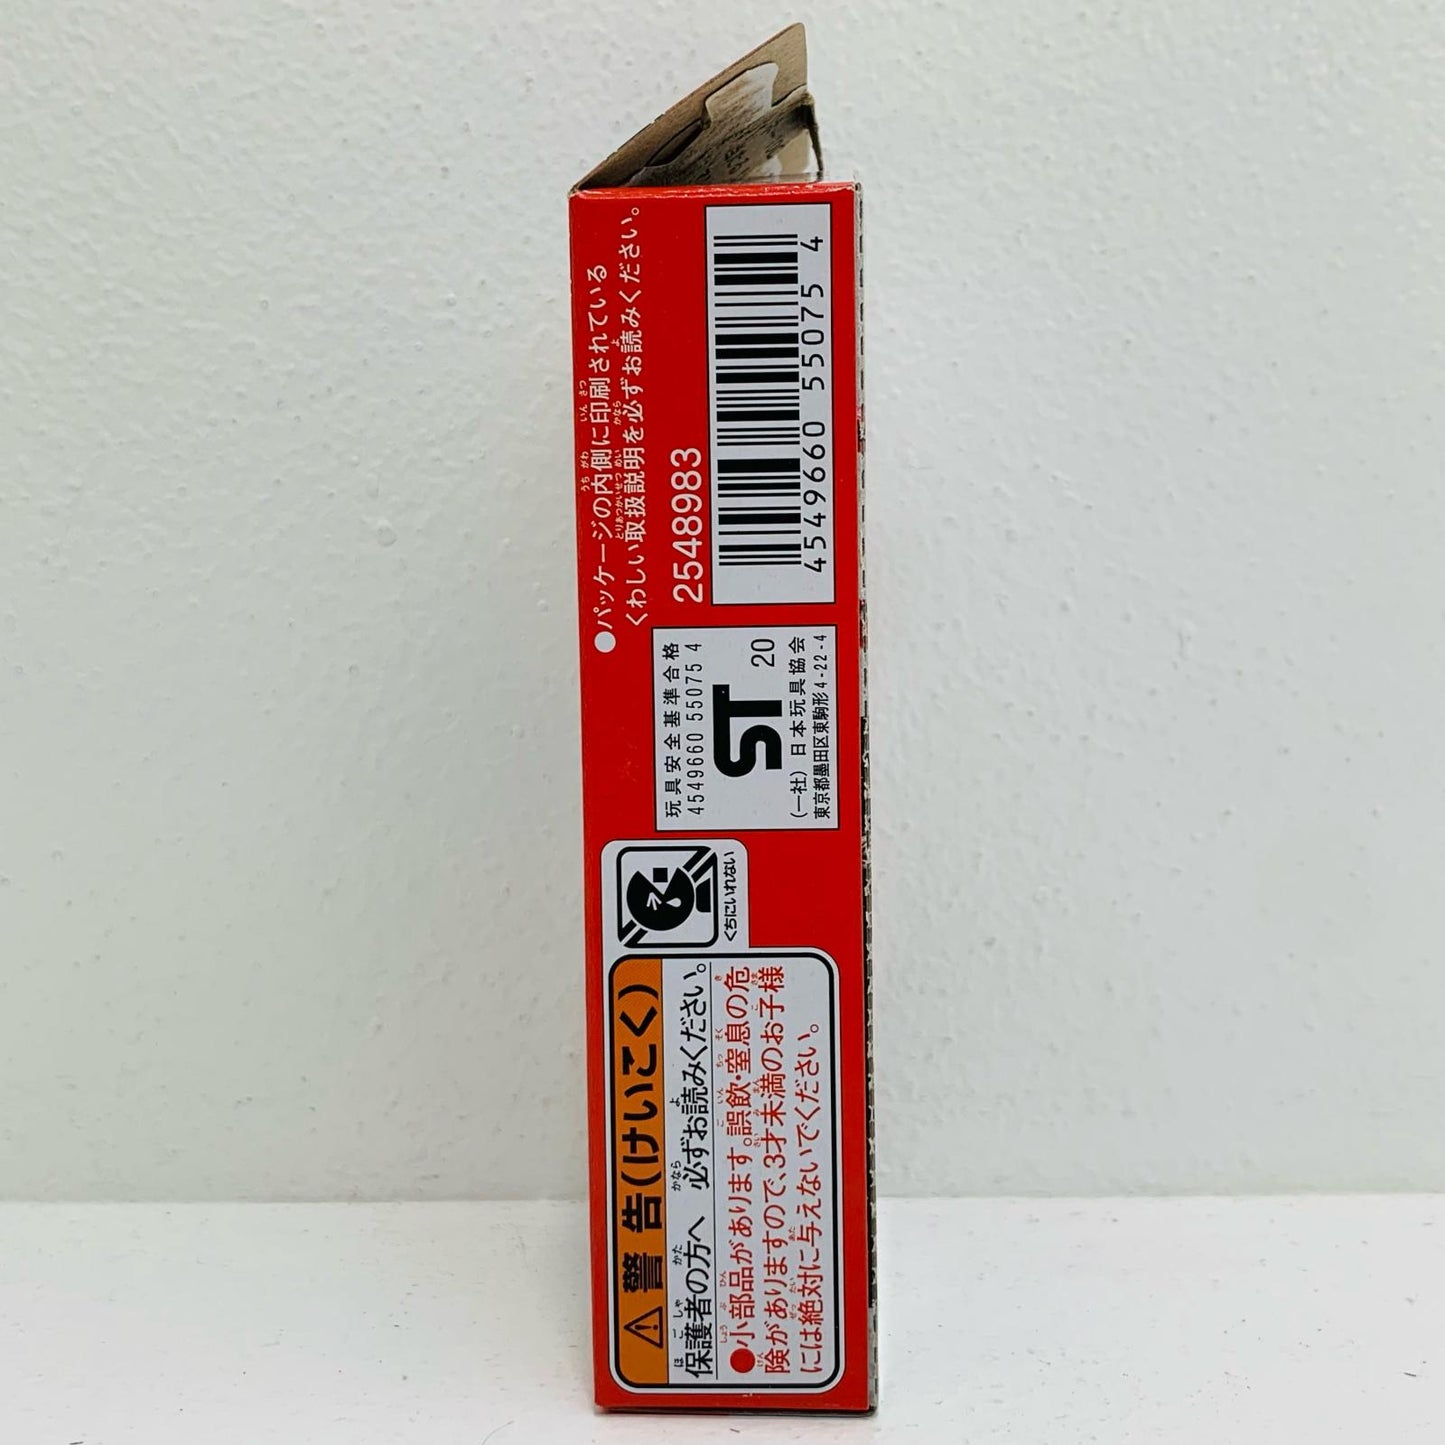 ●パッケージの内側に印刷されている
くわしい取扱説明を必ずお読みください。
2548983
4549660 550754
玩具安全基準合格
4549660 550754
ST 20
(一社)日本玩具協会
東京都墨田区東駒形4-22-4
くちにいれない
⚠警告(けいこく)
保護者の方へ 必ずお読みください。
●小部品があります。誤飲・窒息の危
険がありますので、3才未満のお子様
には絶対に与えないでください。